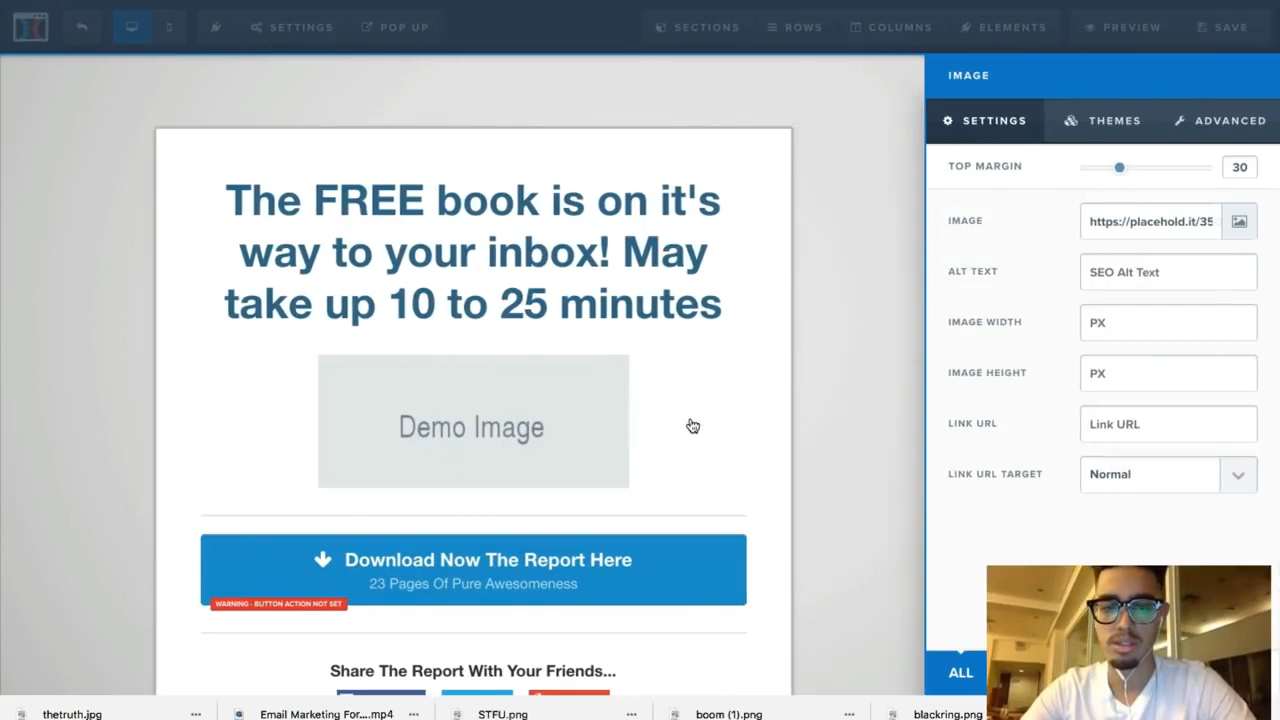 SETTINGS
POP UP
SECTIONS
ROWS
COLUMNS
ELEMENTS
PREVIEW
SAVE
IMAGE
SETTINGS
THEMES
ADVANCED
TOP MARGIN
30
IMAGE
https://placehold.it/35
ALT TEXT
SEO Alt Text
IMAGE WIDTH
PX
IMAGE HEIGHT
PX
LINK URL
Link URL
LINK URL TARGET
Normal
ALL
The FREE book is on it's
way to your inbox! May
take up 10 to 25 minutes
Demo Image
Download Now The Report Here
23 Pages Of Pure Awesomeness
WARNING - BUTTON ACTION NOT SET
Share The Report With Your Friends...
thetruth.jpg
Email Marketing For....mp4
STFU.png
boom (1).png
blackring.png